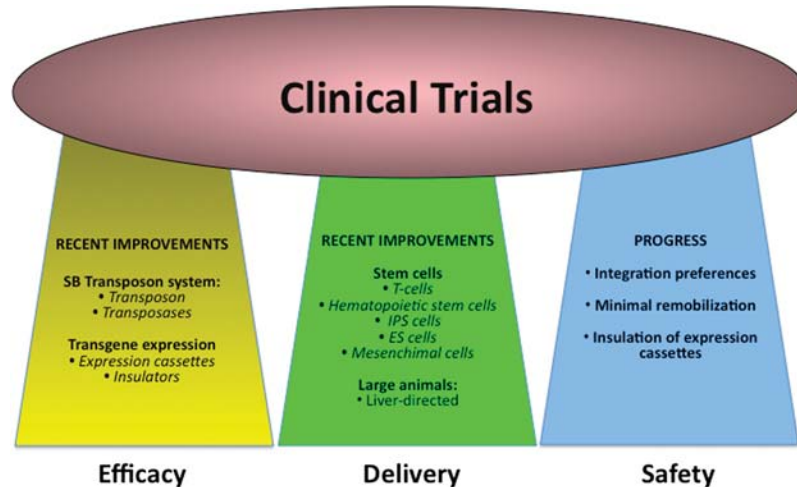 Clinical Trials
RECENT IMPROVEMENTS
SB Transposon system:
• Transposon
• Transposases
Transgene expression
• Expression cassettes
• Insulators
Efficacy
RECENT IMPROVEMENTS
Stem cells
• T-cells
• Hematopoietic stem cells
• IPS cells
• ES cells
• Mesenchimal cells
Large animals:
• Liver-directed
Delivery
PROGRESS
• Integration preferences
• Minimal remobilization
• Insulation of expression
cassettes
Safety